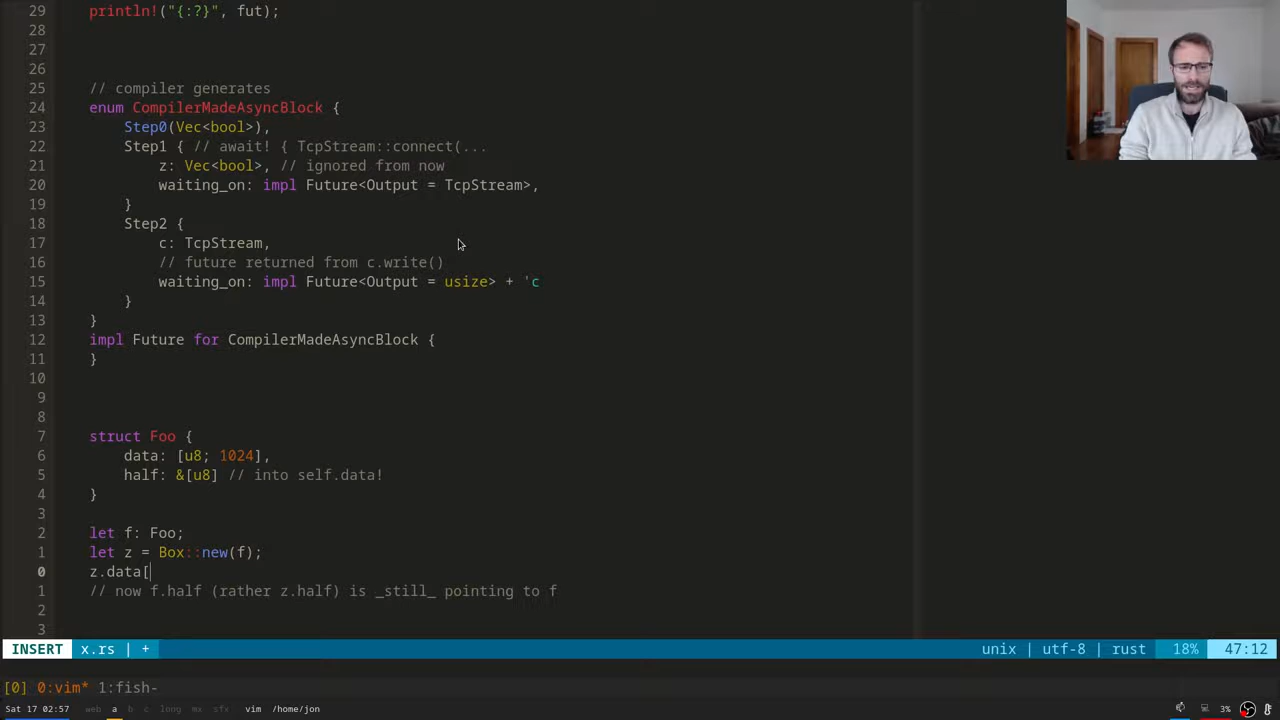 29 println!("{:?}", fut);
28
27
26
25 // compiler generates
24 enum CompilerMadeAsyncBlock {
23 Step0(Vec<bool>),
22 Step1 { // await! { TcpStream::connect(...
21 z: Vec<bool>, // ignored from now
20 waiting_on: impl Future<Output = TcpStream>,
19 }
18 Step2 {
17 c: TcpStream,
16 // future returned from c.write()
15 waiting_on: impl Future<Output = usize> + 'c
14 }
13 }
12 impl Future for CompilerMadeAsyncBlock {
11 }
10
9
8
7 struct Foo {
6 data: [u8; 1024],
5 half: &[u8] // into self.data!
4 }
3
2 let f: Foo;
1 let z = Box::new(f);
0 z.data[
1 // now f.half (rather z.half) is _still_ pointing to f
2
3
INSERT x.rs | + unix | utf-8 | rust 18% 47:12
[0] 0:vim* 1:fish-
Sat 17 02:57 web a b c long mx sfx vim /home/jon 3%